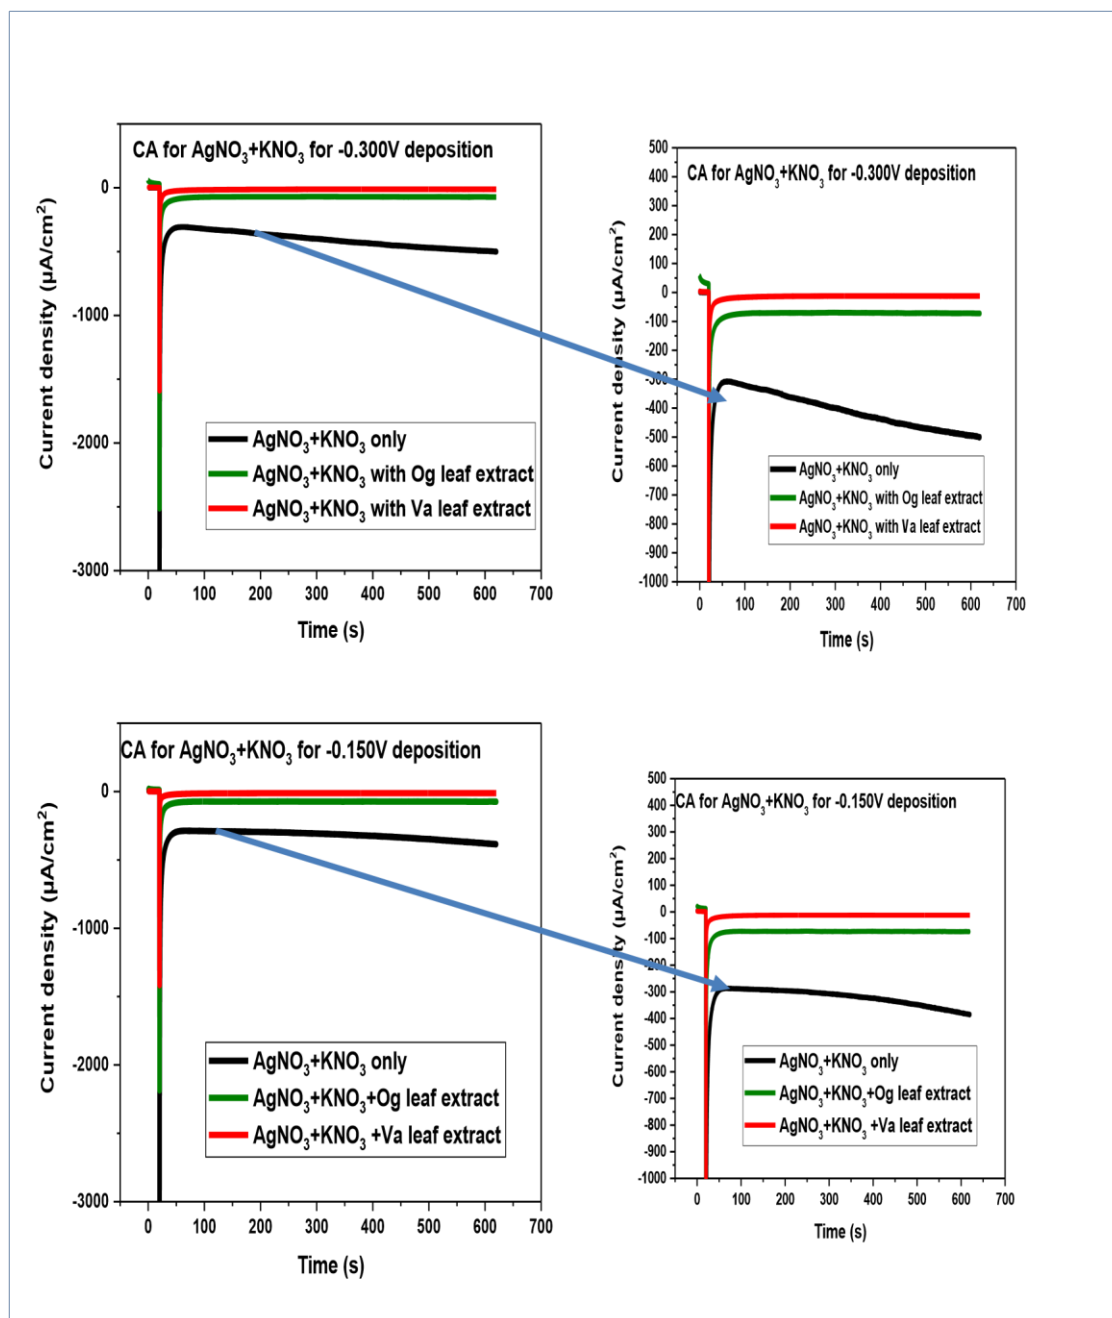 CA for AgNO₃+KNO₃ for -0.300V deposition
Current density (µA/cm²)
0
-1000
-2000
-3000
AgNO₃+KNO₃ only
AgNO₃+KNO₃ with Og leaf extract
AgNO₃+KNO₃ with Va leaf extract
0 100 200 300 400 500 600 700
Time (s)
CA for AgNO₃+KNO₃ for -0.300V deposition
Current density (µA/cm²)
500
400
300
200
100
0
-100
-200
-300
-400
-500
-600
-700
-800
-900
-1000
AgNO₃+KNO₃ only
AgNO₃+KNO₃ with Og leaf extract
AgNO₃+KNO₃ with Va leaf extract
0 100 200 300 400 500 600 700
Time (s)
CA for AgNO₃+KNO₃ for -0.150V deposition
Current density (µA/cm²)
0
-1000
-2000
-3000
AgNO₃+KNO₃ only
AgNO₃+KNO₃+Og leaf extract
AgNO₃+KNO₃ +Va leaf extract
0 100 200 300 400 500 600 700
Time (s)
CA for AgNO₃+KNO₃ for -0.150V deposition
Current density (µA/cm²)
500
400
300
200
100
0
-100
-200
-300
-400
-500
-600
-700
-800
-900
-1000
AgNO₃+KNO₃ only
AgNO₃+KNO₃+Og leaf extract
AgNO₃+KNO₃ +Va leaf extract
0 100 200 300 400 500 600 700
Time (s)